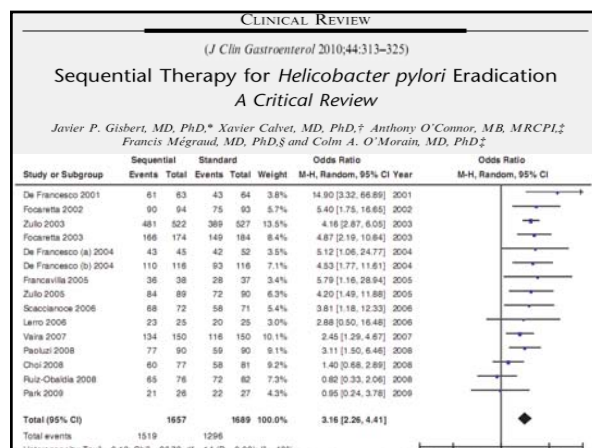 CLINICAL REVIEW
(J Clin Gastroenterol 2010;44:313–325)
Sequential Therapy for Helicobacter pylori Eradication
A Critical Review
Javier P. Gisbert, MD, PhD,* Xavier Calvet, MD, PhD,† Anthony O'Connor, MB, MRCPI,‡
Francis Mégraud, MD, PhD,§ and Colm A. O'Morain, MD, PhD‡
Sequential Standard Odds Ratio Odds Ratio
Study or Subgroup Events Total Events Total Weight M-H, Random, 95% CI Year M-H, Random, 95% CI
De Francesco 2001 61 63 43 64 3.8% 14.90 [3.32, 66.89] 2001
Focaretta 2002 90 94 75 93 5.7% 5.40 [1.75, 16.65] 2002
Zullo 2003 481 522 389 527 13.5% 4.16 [2.87, 6.05] 2003
Focaretta 2003 166 174 149 184 8.8% 4.87 [2.19, 10.84] 2003
De Francesco (a) 2004 43 45 42 52 3.5% 5.12 [1.06, 24.77] 2004
De Francesco (b) 2004 110 116 93 116 7.4% 4.53 [1.77, 11.61] 2004
Francavilla 2005 36 38 28 37 3.4% 5.79 [1.16, 28.94] 2005
Zullo 2005 84 89 72 90 6.3% 4.20 [1.49, 11.88] 2005
Scaccianoce 2006 68 72 58 71 5.4% 3.81 [1.18, 12.33] 2006
Lerro 2006 23 25 20 25 3.0% 2.88 [0.50, 16.48] 2006
Vaira 2007 134 150 116 150 10.1% 2.45 [1.29, 4.67] 2007
Paoluzi 2008 77 90 59 90 9.2% 3.11 [1.50, 6.46] 2008
Choi 2008 60 77 58 81 9.3% 1.40 [0.68, 2.89] 2008
Ruiz-Obaldia 2008 65 76 72 82 7.5% 0.82 [0.33, 2.06] 2008
Park 2009 21 26 22 27 4.3% 0.95 [0.24, 3.78] 2009
Total (95% CI) 1657 1689 100.0% 3.16 [2.26, 4.41]
Total events 1519 1296